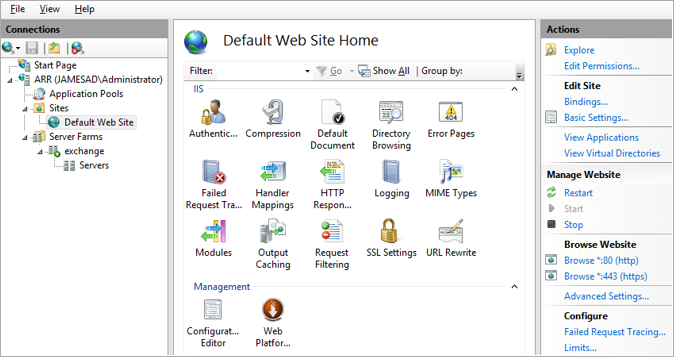 File View Help
Connections
Start Page
ARR (JAMESAD\Administrator)
Application Pools
Sites
Default Web Site
Server Farms
exchange
Servers
Default Web Site Home
Filter: Go Show All Group by:
IIS
Authentic... Compression Default Document Directory Browsing Error Pages
Failed Request Tra... Handler Mappings HTTP Respon... Logging MIME Types
Modules Output Caching Request Filtering SSL Settings URL Rewrite
Management
Configurat... Editor Web Platfor...
Actions
Explore
Edit Permissions...
Edit Site
Bindings...
Basic Settings...
View Applications
View Virtual Directories
Manage Website
Restart
Start
Stop
Browse Website
Browse *:80 (http)
Browse *:443 (https)
Advanced Settings...
Configure
Failed Request Tracing...
Limits...